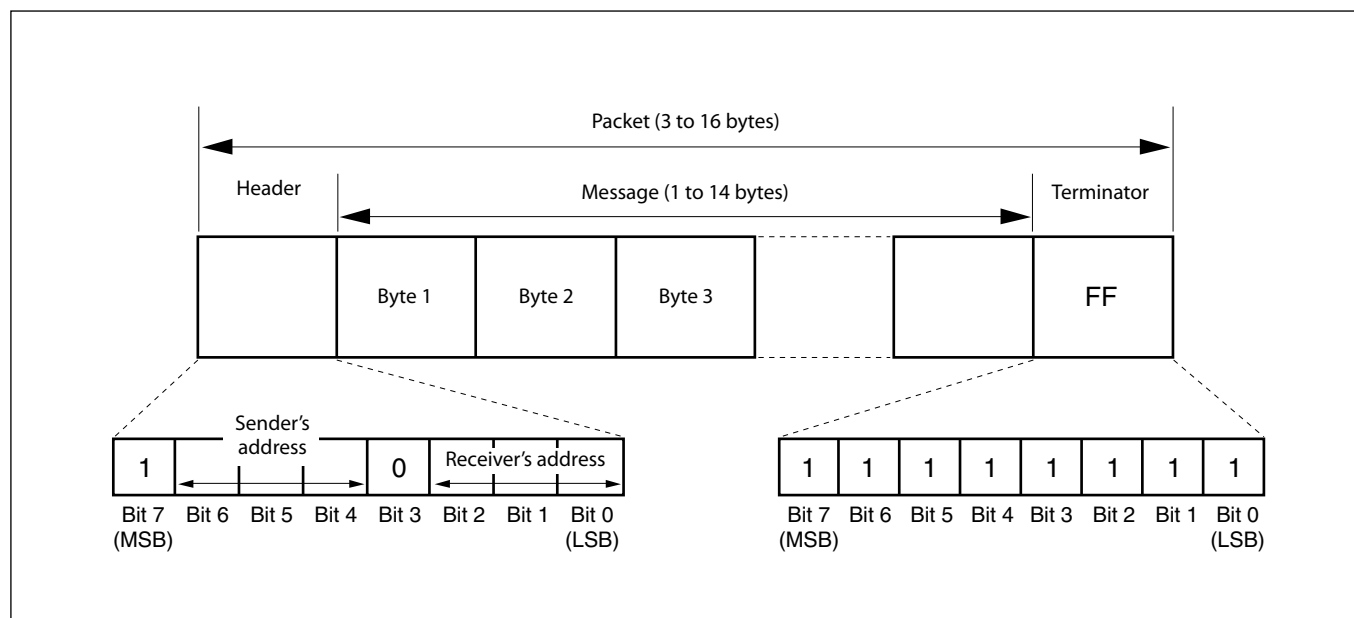 Packet (3 to 16 bytes)
Header
Message (1 to 14 bytes)
Terminator
Byte 1
Byte 2
Byte 3
FF
Sender's
address
1
0
Receiver's address
Bit 7
(MSB)
Bit 6
Bit 5
Bit 4
Bit 3
Bit 2
Bit 1
Bit 0
(LSB)
1 1 1 1 1 1 1 1
Bit 7
(MSB)
Bit 6
Bit 5
Bit 4
Bit 3
Bit 2
Bit 1
Bit 0
(LSB)